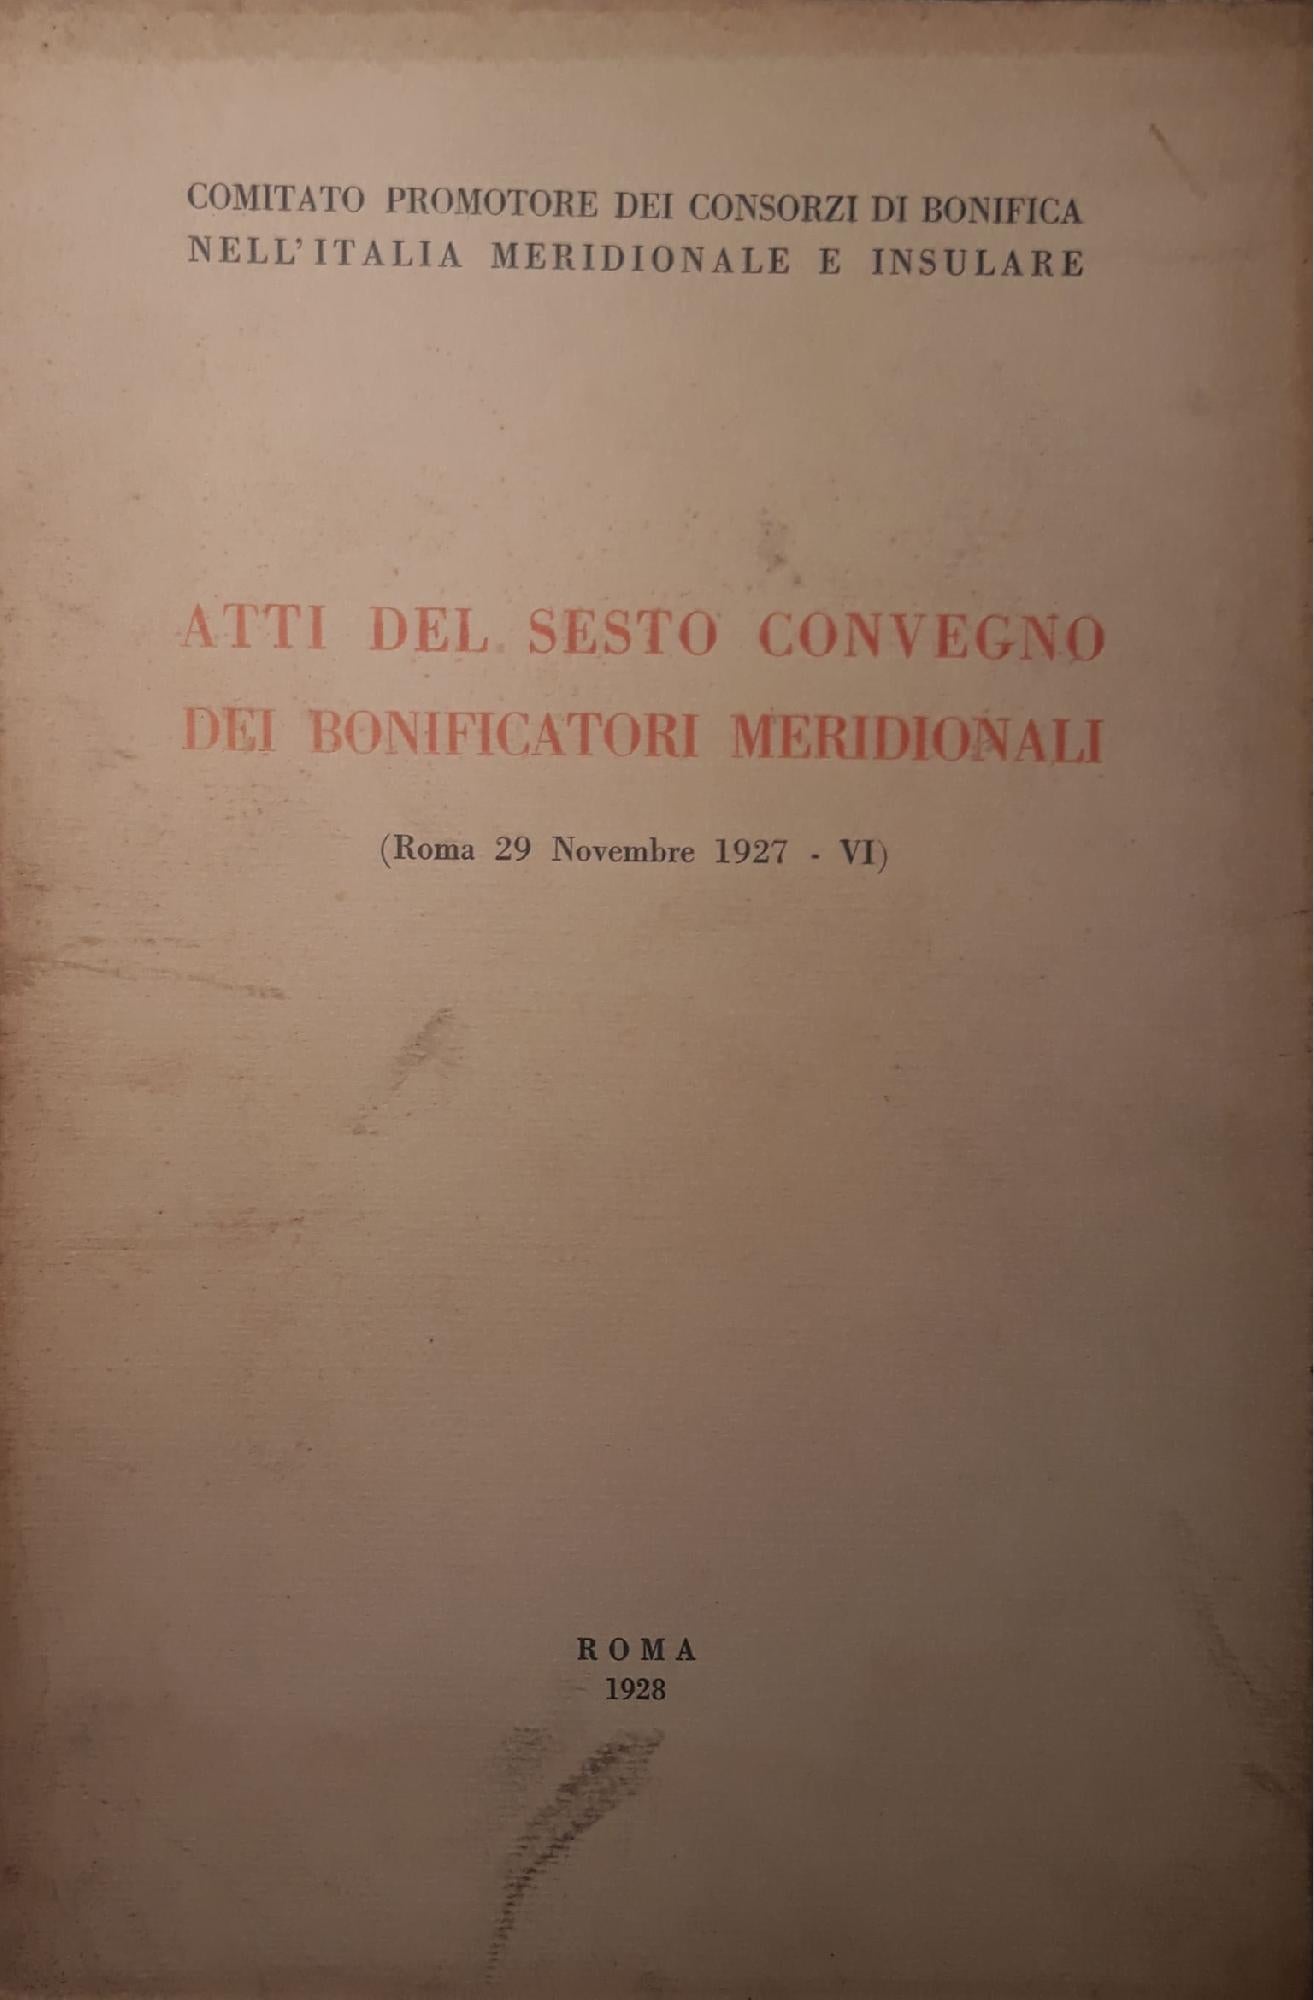 COMITATO PROMOTORE DEI CONSORZI DI BONIFICA
NELL'ITALIA MERIDIONALE E INSULARE
ATTI DEL SESTO CONVEGNO
DEI BONIFICATORI MERIDIONALI
(Roma 29 Novembre 1927 - VI)
ROMA
1928